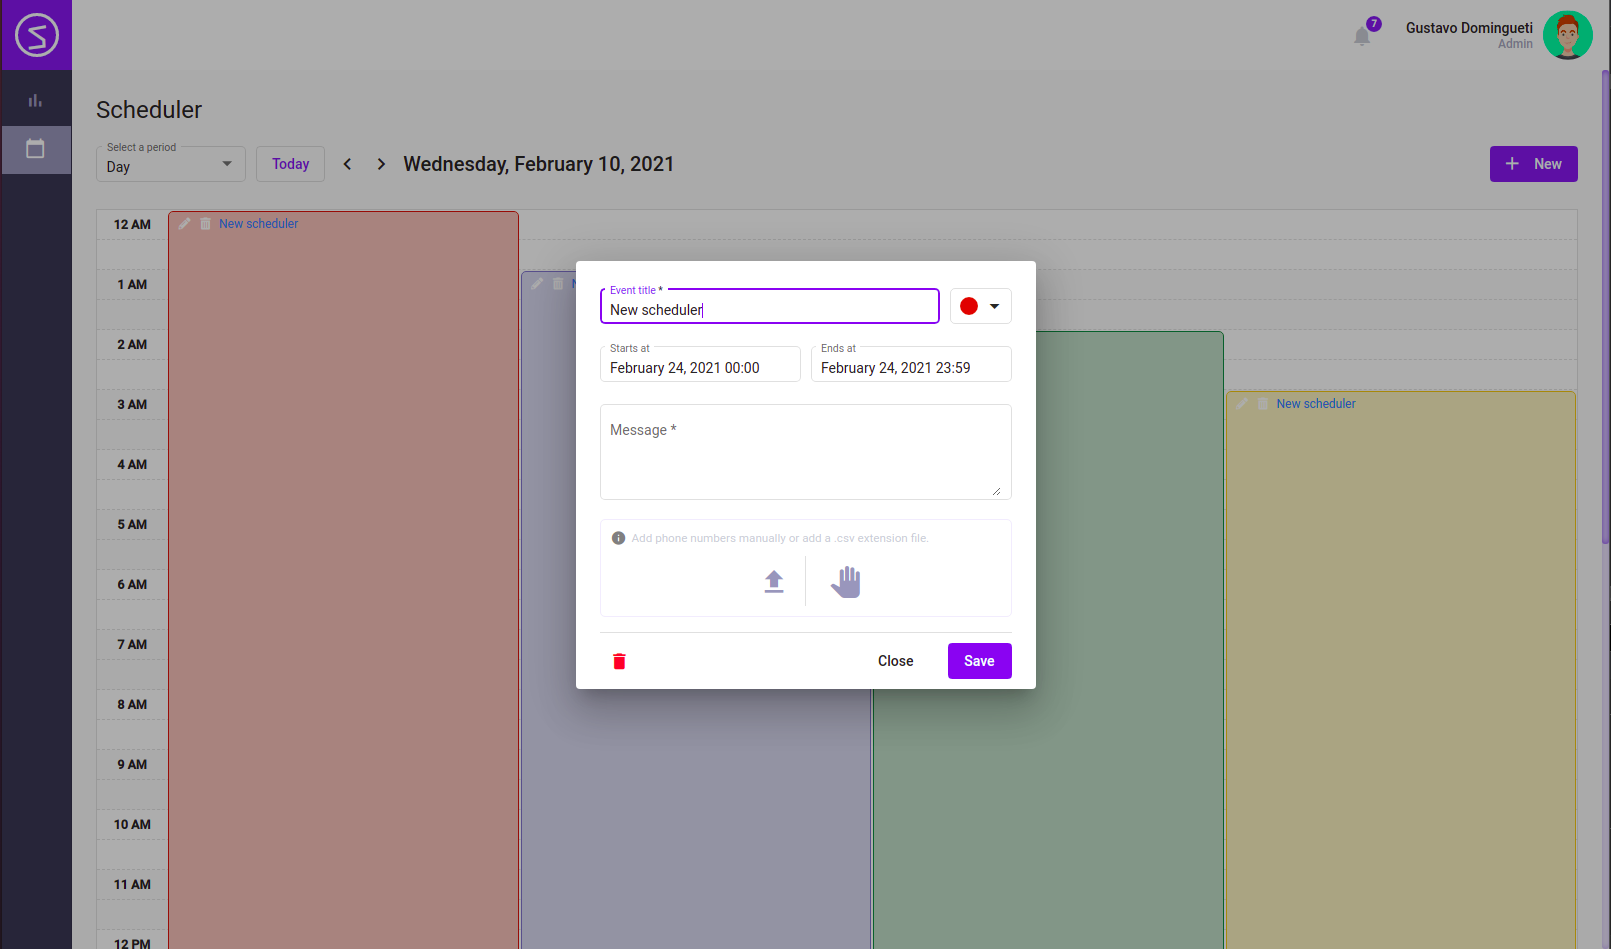 7
Gustavo Domingueti
Admin
Scheduler
Select a period
Day
Today
Wednesday, February 10, 2021
New
12 AM
New scheduler
1 AM
2 AM
3 AM
New scheduler
4 AM
5 AM
6 AM
7 AM
8 AM
9 AM
10 AM
11 AM
12 PM
Event title *
New scheduler
Starts at
February 24, 2021 00:00
Ends at
February 24, 2021 23:59
Message *
Add phone numbers manually or add a .csv extension file.
Close
Save